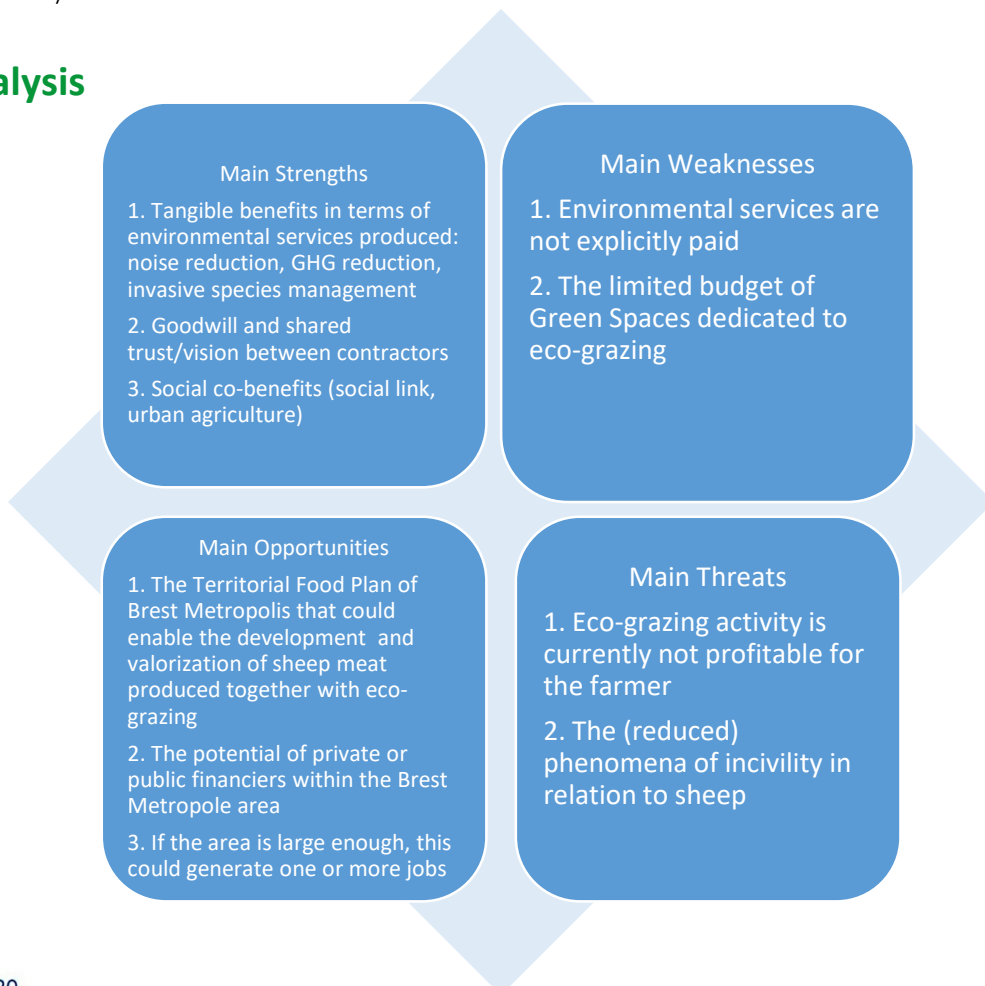 alysis
Main Strengths
1. Tangible benefits in terms of
environmental services produced:
noise reduction, GHG reduction,
invasive species management
2. Goodwill and shared
trust/vision between contractors
3. Social co-benefits (social link,
urban agriculture)
Main Weaknesses
1. Environmental services are
not explicitly paid
2. The limited budget of
Green Spaces dedicated to
eco-grazing
Main Opportunities
1. The Territorial Food Plan of
Brest Metropolis that could
enable the development and
valorization of sheep meat
produced together with eco-
grazing
2. The potential of private or
public financiers within the Brest
Metropole area
3. If the area is large enough, this
could generate one or more jobs
Main Threats
1. Eco-grazing activity is
currently not profitable for
the farmer
2. The (reduced)
phenomena of incivility in
relation to sheep